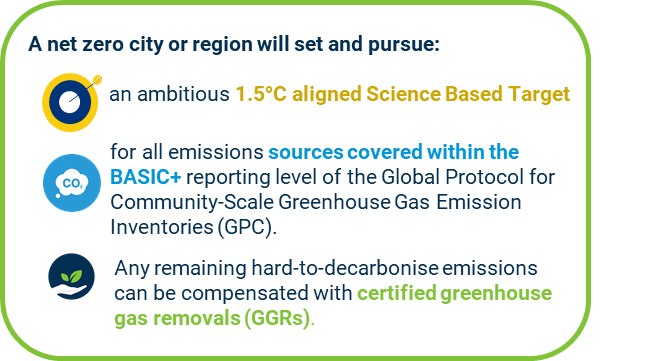 A net zero city or region will set and pursue:
an ambitious 1.5°C aligned Science Based Target
for all emissions sources covered within the
BASIC+ reporting level of the Global Protocol for
Community-Scale Greenhouse Gas Emission
Inventories (GPC).
CO₂
Any remaining hard-to-decarbonise emissions
can be compensated with certified greenhouse
gas removals (GGRs).